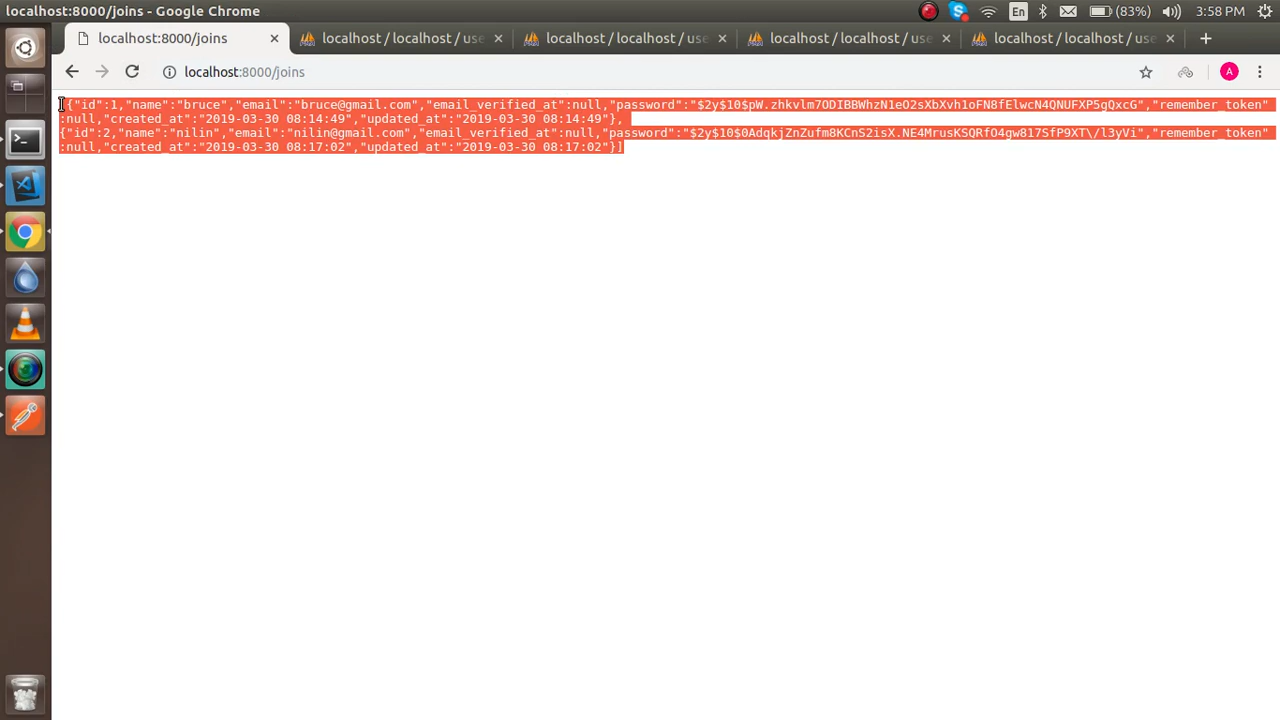 localhost:8000/joins - Google Chrome
En
(83%)
3:58 PM
localhost:8000/joins
localhost / localhost / use
localhost / localhost / use
localhost / localhost / use
localhost / localhost / use
localhost:8000/joins
A
[{"id":1,"name":"bruce","email":"bruce@gmail.com","email_verified_at":null,"password":"$2y$10$pW.zhkvlm7ODIBBWhzN1eO2sXbXvh1oFN8fElwcN4QNUFXP5gQxcG","remember_token"
:null,"created_at":"2019-03-30 08:14:49","updated_at":"2019-03-30 08:14:49"},
{"id":2,"name":"nilin","email":"nilin@gmail.com","email_verified_at":null,"password":"$2y$10$0AdqkjZnZufm8KCnS2isX.NE4MrusKSQRfO4gw817SfP9XT\/l3yVi","remember_token"
:null,"created_at":"2019-03-30 08:17:02","updated_at":"2019-03-30 08:17:02"}]